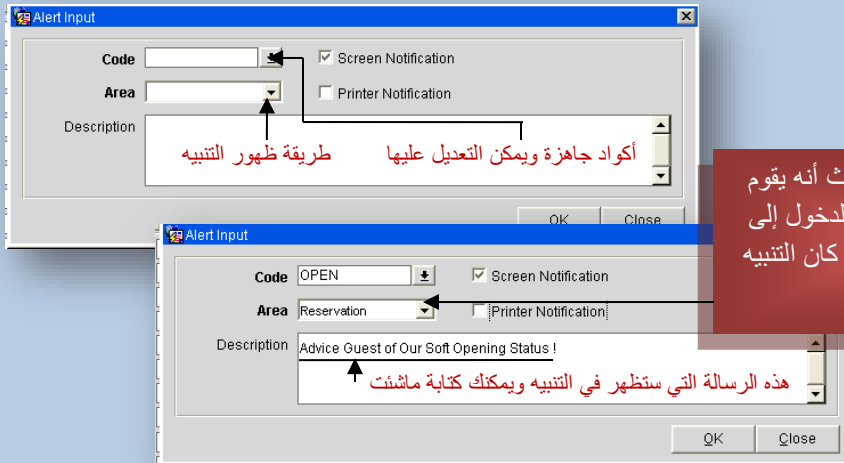 Alert Input
Code
Screen Notification
Area
Printer Notification
Description
أكواد جاهزة ويمكن التعديل عليها
طريقة ظهور التنبيه
OK Close
أنه يقوم
الدخول إلى
كان التنبيه
Alert Input
Code OPEN Screen Notification
Area Reservation Printer Notification
Description Advice Guest of Our Soft Opening Status !
هذه الرسالة التي ستظهر في التنبيه ويمكنك كتابة ماشئت
OK Close